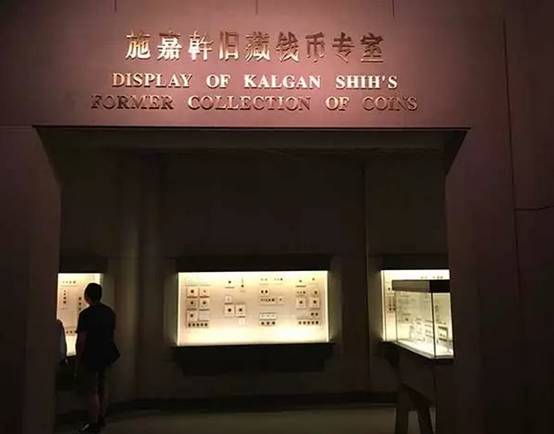 施嘉幹旧藏钱币专室
DISPLAY OF KALGAN SHIH'S
FORMER COLLECTION OF COINS